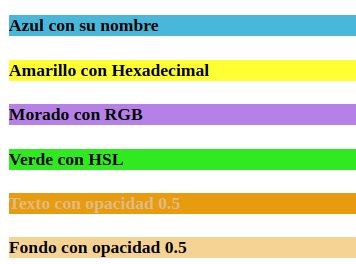 Azul con su nombre
Amarillo con Hexadecimal
Morado con RGB
Verde con HSL
Texto con opacidad 0.5
Fondo con opacidad 0.5